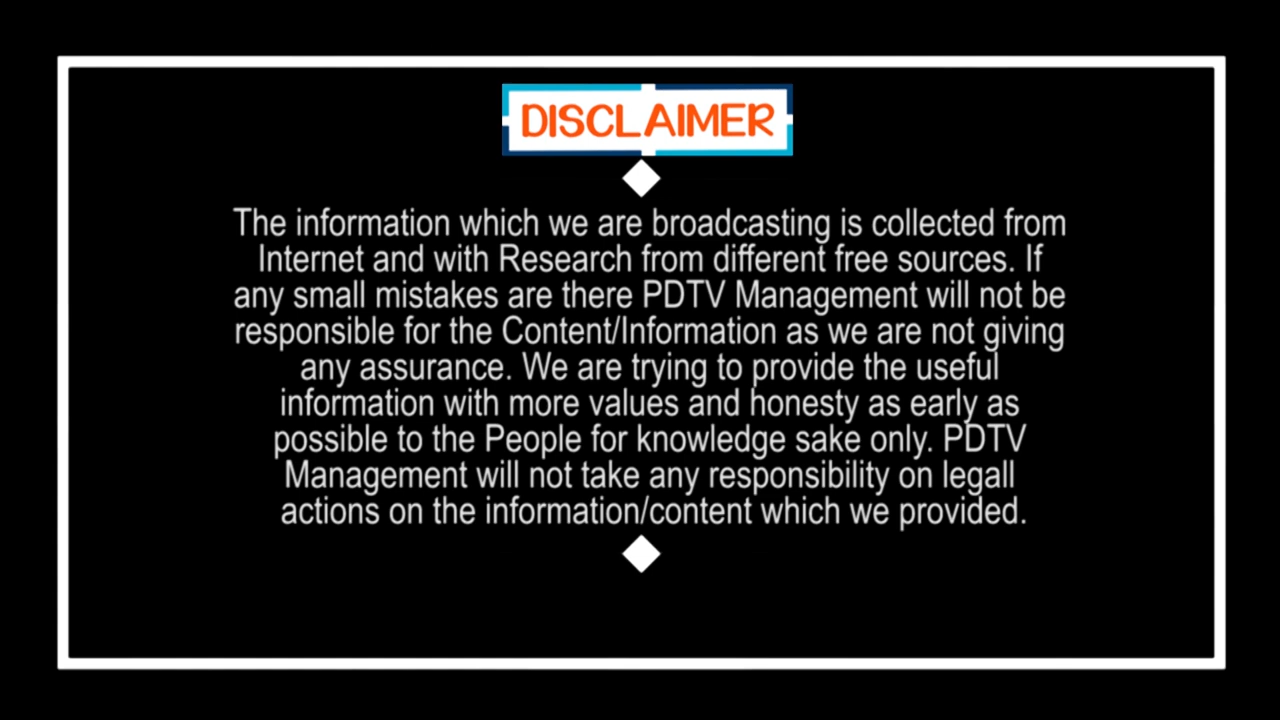 DISCLAIMER
The information which we are broadcasting is collected from
Internet and with Research from different free sources. If
any small mistakes are there PDTV Management will not be
responsible for the Content/Information as we are not giving
any assurance. We are trying to provide the useful
information with more values and honesty as early as
possible to the People for knowledge sake only. PDTV
Management will not take any responsibility on legall
actions on the information/content which we provided.